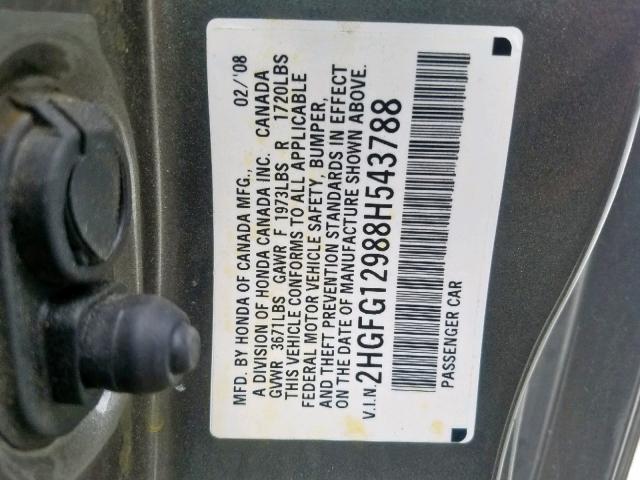 MFD. BY HONDA OF CANADA MFG., 02/'08
A DIVISION OF HONDA CANADA INC. CANADA
GVWR 3671LBS GAWR F 1973LBS R 1720LBS
THIS VEHICLE CONFORMS TO ALL APPLICABLE
FEDERAL MOTOR VEHICLE SAFETY, BUMPER,
AND THEFT PREVENTION STANDARDS IN EFFECT
ON THE DATE OF MANUFACTURE SHOWN ABOVE.
V.I.N. 2HGFG12988H543788
PASSENGER CAR